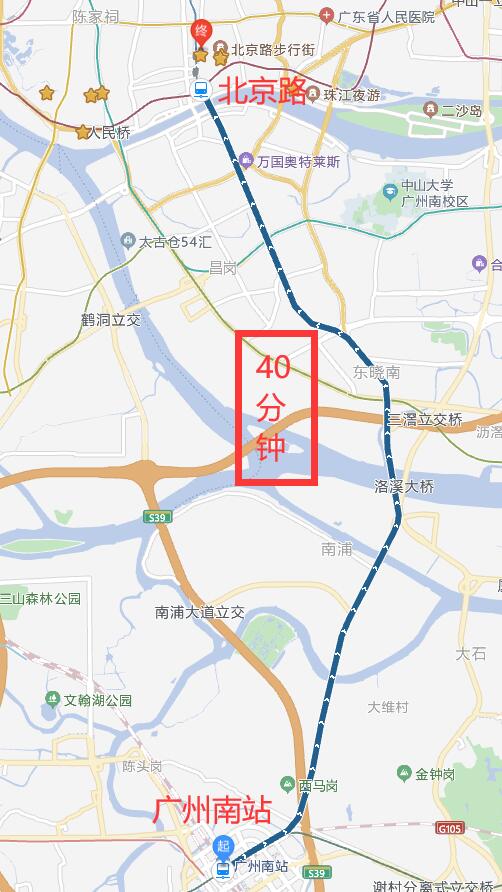 陈家祠
广东省人民医院
中山一立
终
北京路步行街
北京路
珠江夜游
二沙岛
人民桥
万国奥特莱斯
中山大学
广州南校区
太古仓54汇
昌岗
合
鹤洞立交
40
分
钟
东晓南
三滘立交桥
沥滘
洛溪大桥
S39
南浦
三山森林公园
南浦大道立交
大石
文翰湖公园
大维村
陈头岗
金钟岗
西马岗
广州南站
G105
起
广州南站
S39
谢村分离式立交桥